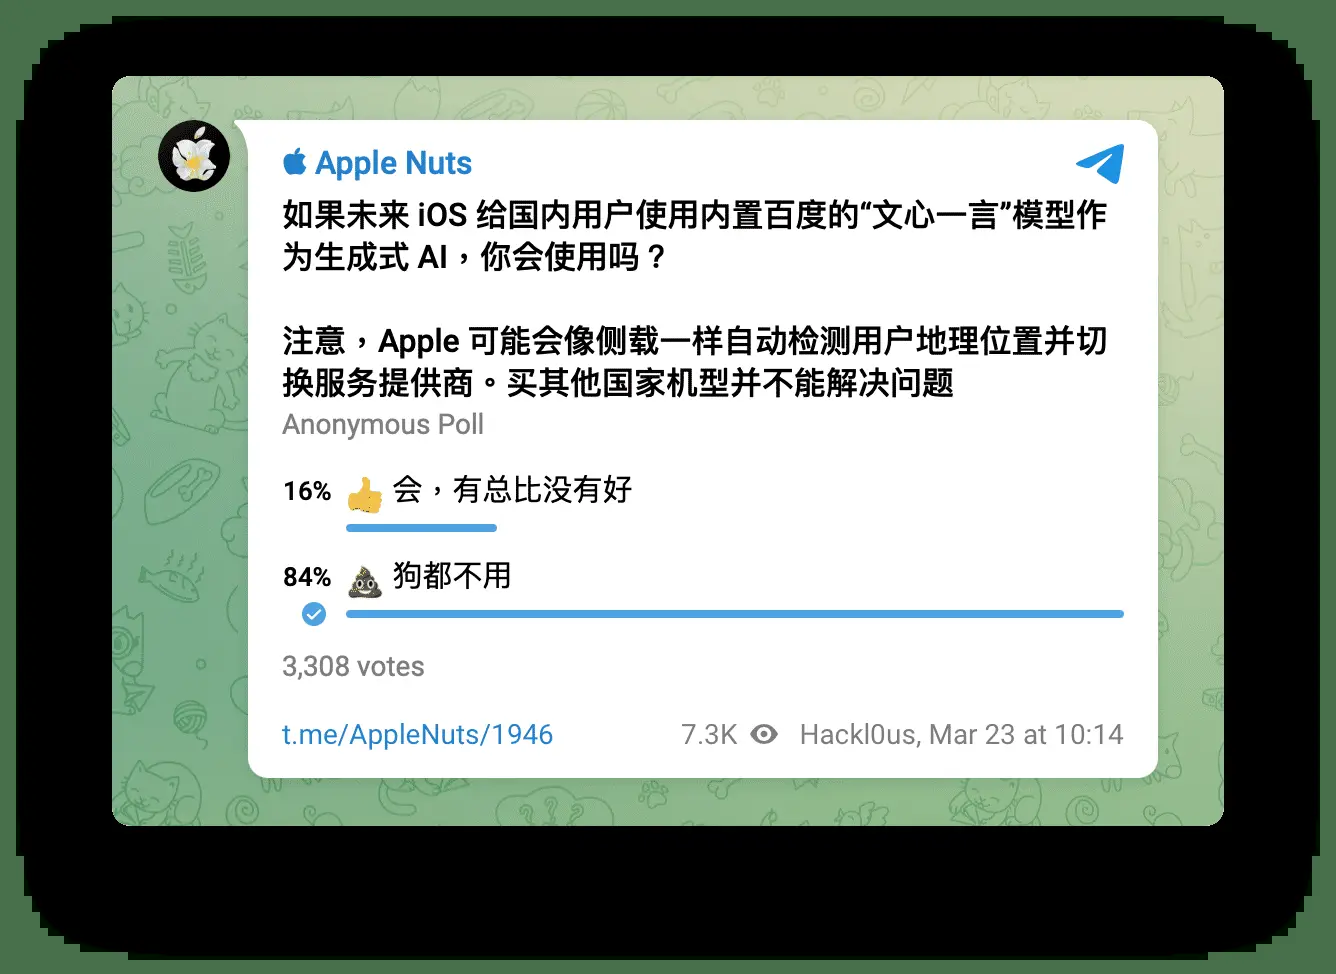 Apple Nuts
如果未来 iOS 给国内用户使用内置百度的“文心一言”模型作
为生成式 AI，你会使用吗？
注意，Apple 可能会像侧载一样自动检测用户地理位置并切
换服务提供商。买其他国家机型并不能解决问题
Anonymous Poll
16% 👍 会，有总比没有好
84% 💩 狗都不用
3,308 votes
t.me/AppleNuts/1946 7.3K Hackl0us, Mar 23 at 10:14